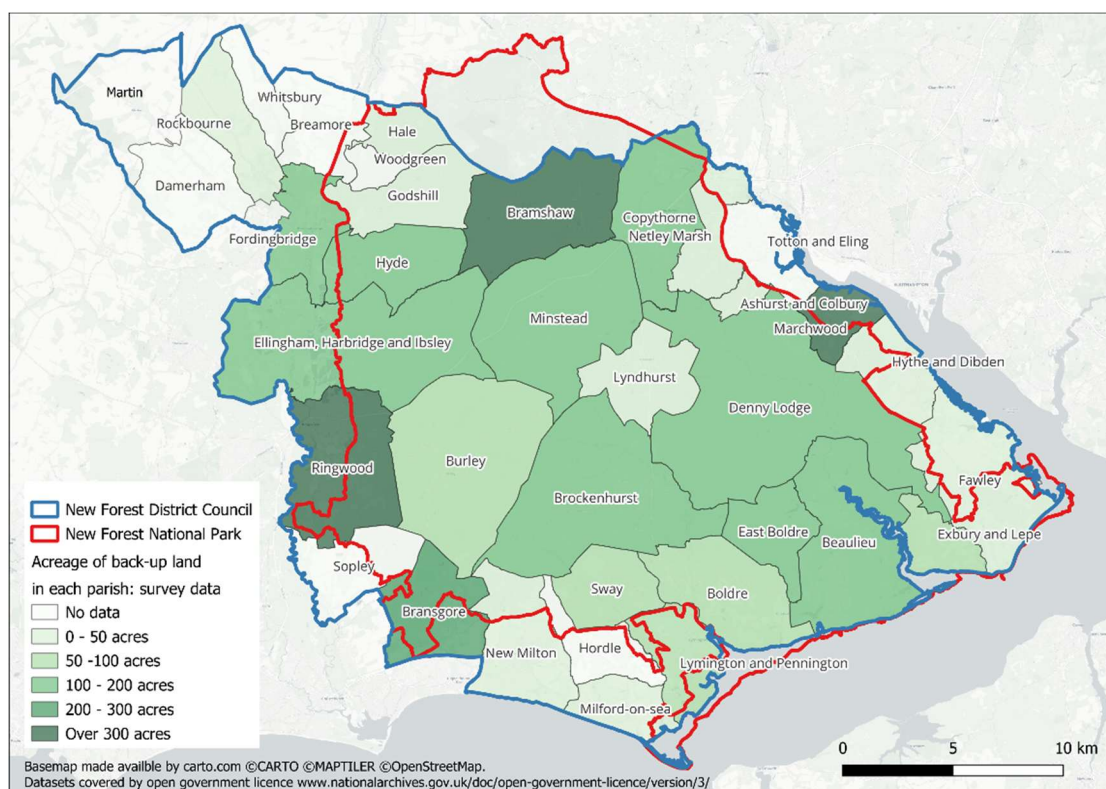 Martin
Whitsbury
Rockbourne
Breamore
Hale
Woodgreen
Damerham
Godshill
Bramshaw
Copythorne
Fordingbridge
Netley Marsh
Totton and Eling
Hyde
Ashurst and Colbury
Minstead
Marchwood
Ellingham, Harbridge and Ibsley
Hythe and Dibden
Lyndhurst
Denny Lodge
Burley
Ringwood
Brockenhurst
Fawley
East Boldre
Exbury and Lepe
Beaulieu
Sopley
Sway
Boldre
Bransgore
New Milton
Hordle
Lymington and Pennington
Milford-on-sea
New Forest District Council
New Forest National Park
Acreage of back-up land
in each parish: survey data
No data
0 - 50 acres
50 -100 acres
100 - 200 acres
200 - 300 acres
Over 300 acres
0 5 10 km
Basemap made availble by carto.com ©CARTO ©MAPTILER ©OpenStreetMap.
Datasets covered by open government licence www.nationalarchives.gov.uk/doc/open-government-licence/version/3/